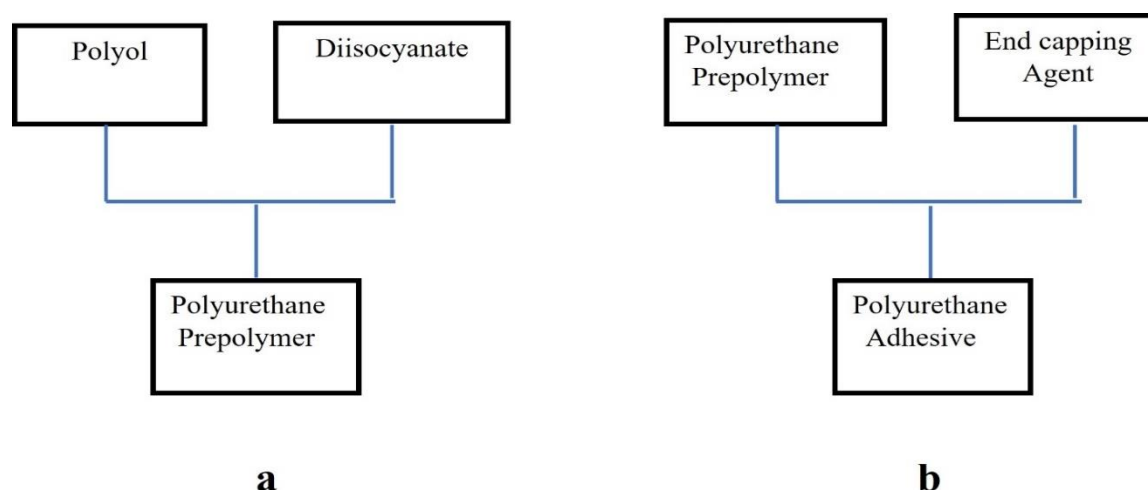 Polyol
Diisocyanate
Polyurethane
Prepolymer
a
Polyurethane
Prepolymer
End capping
Agent
Polyurethane
Adhesive
b